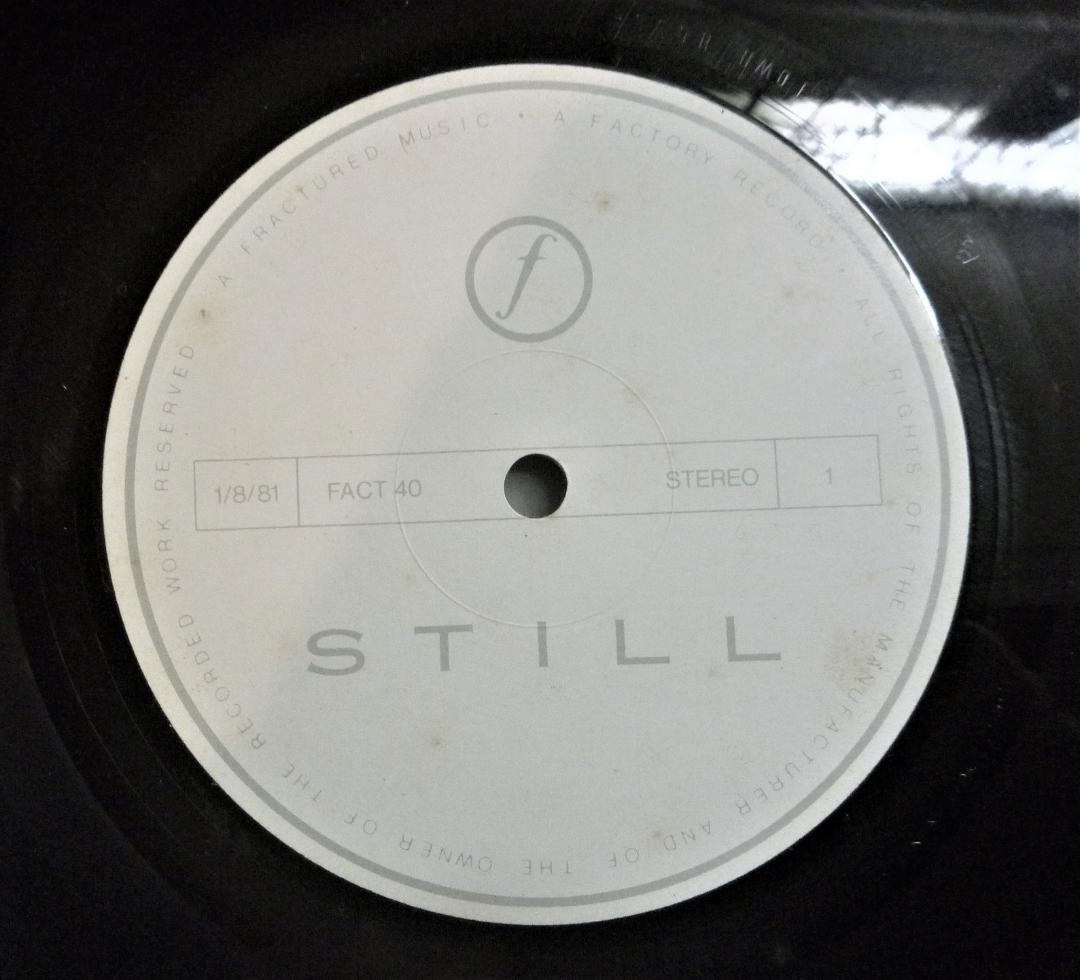 A FRACTURED MUSIC • A FACTORY RECORD • ALL RIGHTS OF THE MANUFACTURER AND OF THE OWNER OF THE RECORDED WORK RESERVED
f
1/8/81 FACT 40 STEREO 1
STILL